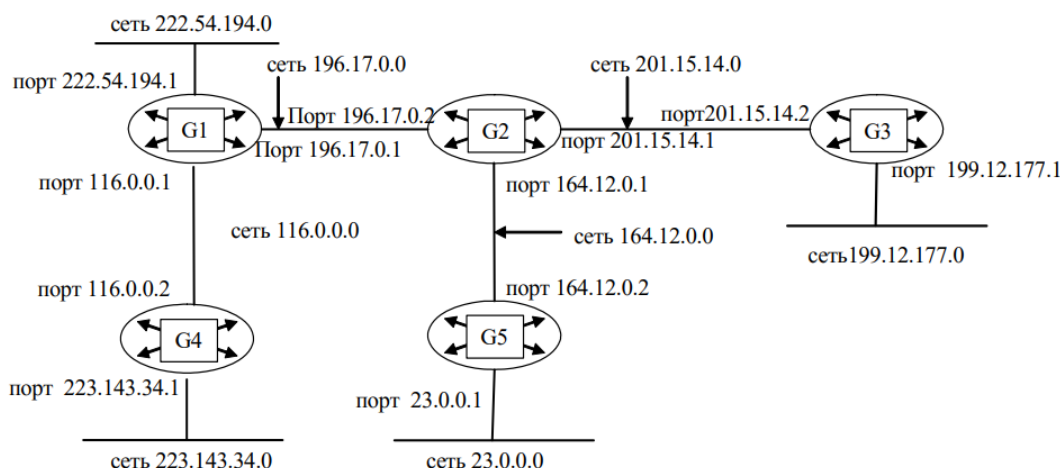 сеть 222.54.194.0
порт 222.54.194.1
сеть 196.17.0.0
сеть 201.15.14.0
G1
Порт 196.17.0.2
G2
порт201.15.14.2
G3
Порт 196.17.0.1
порт 201.15.14.1
порт 116.0.0.1
порт 164.12.0.1
порт 199.12.177.1
сеть 116.0.0.0
сеть 164.12.0.0
сеть199.12.177.0
порт 116.0.0.2
порт 164.12.0.2
G4
G5
порт 223.143.34.1
порт 23.0.0.1
сеть 223.143.34.0
сеть 23.0.0.0